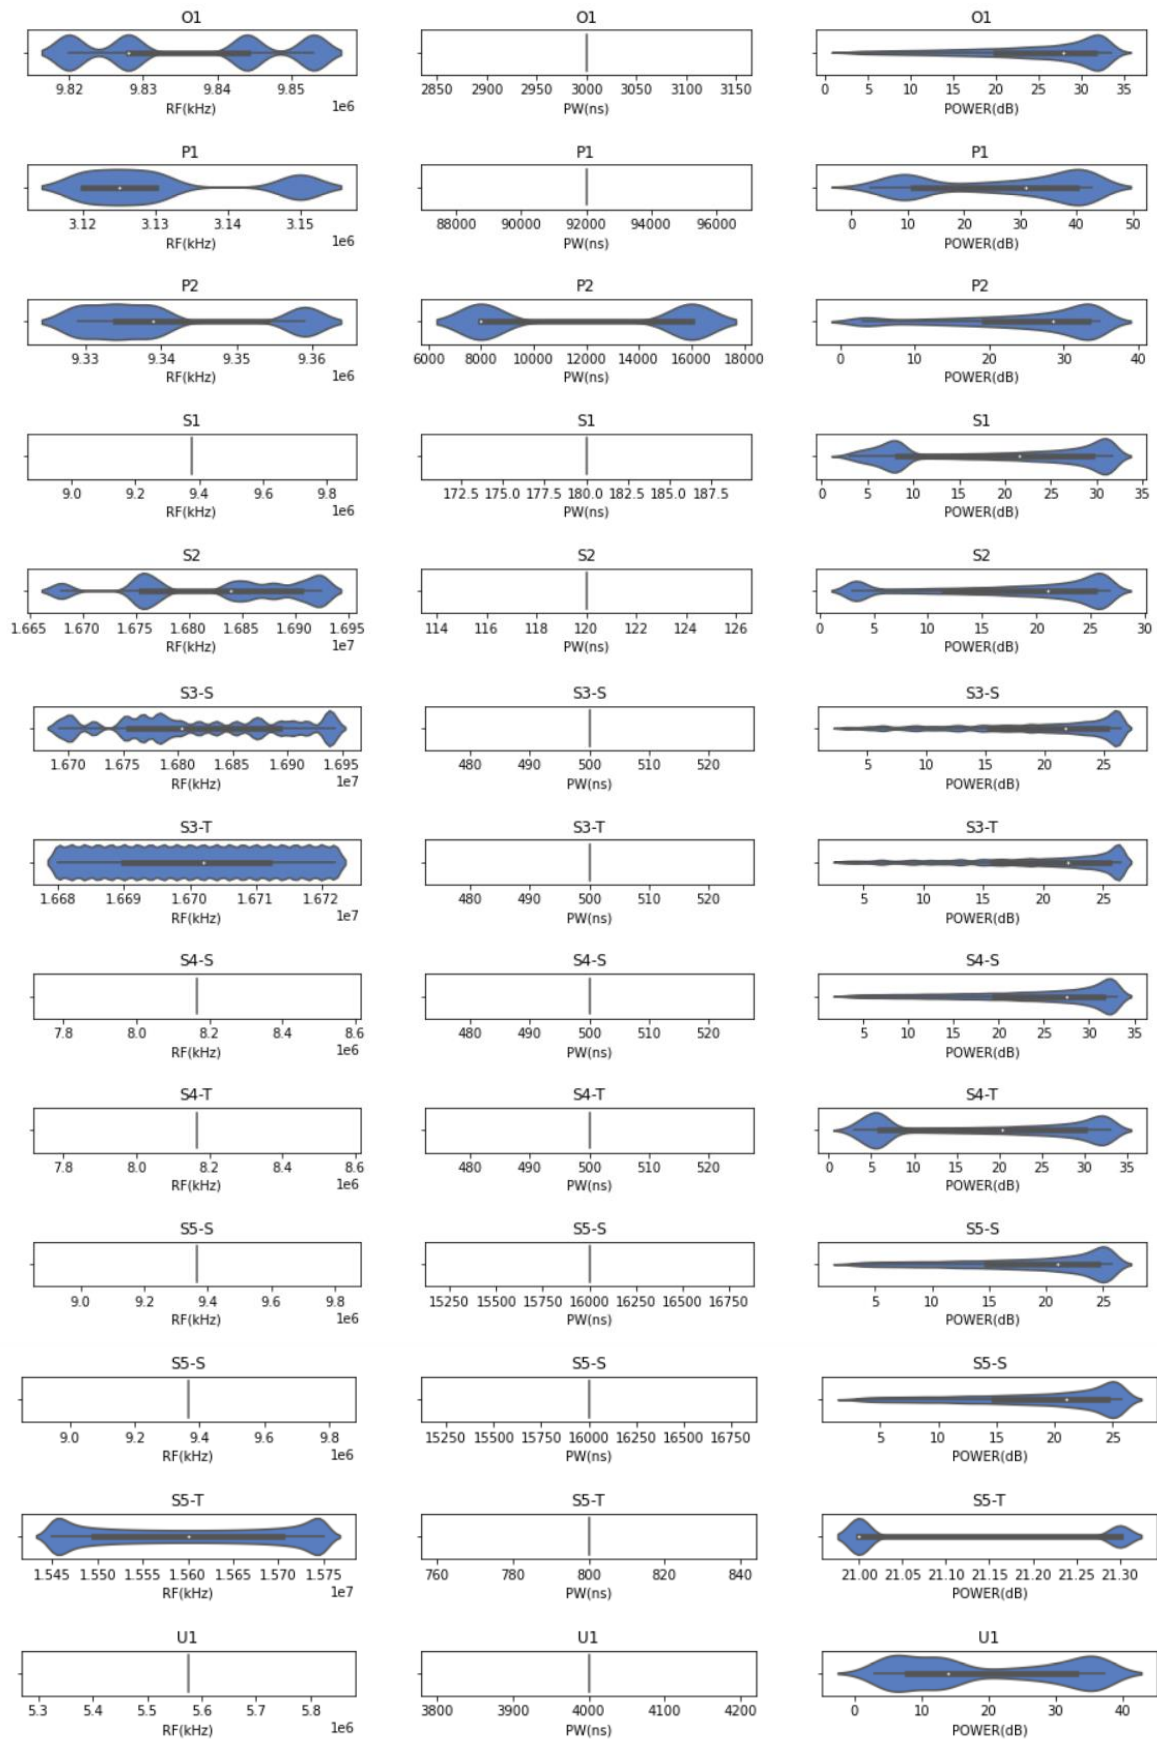 O1 O1 O1
9.82 9.83 9.84 9.85 2850 2900 2950 3000 3050 3100 3150 0 5 10 15 20 25 30 35
RF(kHz) 1e6 PW(ns) POWER(dB)
P1 P1 P1
3.12 3.13 3.14 3.15 88000 90000 92000 94000 96000 0 10 20 30 40 50
RF(kHz) 1e6 PW(ns) POWER(dB)
P2 P2 P2
9.33 9.34 9.35 9.36 6000 8000 10000 12000 14000 16000 18000 0 10 20 30 40
RF(kHz) 1e6 PW(ns) POWER(dB)
S1 S1 S1
9.0 9.2 9.4 9.6 9.8 172.5 175.0 177.5 180.0 182.5 185.0 187.5 0 5 10 15 20 25 30 35
RF(kHz) 1e6 PW(ns) POWER(dB)
S2 S2 S2
1.665 1.670 1.675 1.680 1.685 1.690 1.695 114 116 118 120 122 124 126 0 5 10 15 20 25 30
RF(kHz) 1e7 PW(ns) POWER(dB)
S3-S S3-S S3-S
1.670 1.675 1.680 1.685 1.690 1.695 480 490 500 510 520 5 10 15 20 25
RF(kHz) 1e7 PW(ns) POWER(dB)
S3-T S3-T S3-T
1.668 1.669 1.670 1.671 1.672 480 490 500 510 520 5 10 15 20 25
RF(kHz) 1e7 PW(ns) POWER(dB)
S4-S S4-S S4-S
7.8 8.0 8.2 8.4 8.6 480 490 500 510 520 5 10 15 20 25 30 35
RF(kHz) 1e6 PW(ns) POWER(dB)
S4-T S4-T S4-T
7.8 8.0 8.2 8.4 8.6 480 490 500 510 520 0 5 10 15 20 25 30 35
RF(kHz) 1e6 PW(ns) POWER(dB)
S5-S S5-S S5-S
9.0 9.2 9.4 9.6 9.8 15250 15500 15750 16000 16250 16500 16750 5 10 15 20 25
RF(kHz) 1e6 PW(ns) POWER(dB)
S5-S S5-S S5-S
9.0 9.2 9.4 9.6 9.8 15250 15500 15750 16000 16250 16500 16750 5 10 15 20 25
RF(kHz) 1e6 PW(ns) POWER(dB)
S5-T S5-T S5-T
1.545 1.550 1.555 1.560 1.565 1.570 1.575 760 780 800 820 840 21.00 21.05 21.10 21.15 21.20 21.25 21.30
RF(kHz) 1e7 PW(ns) POWER(dB)
U1 U1 U1
5.3 5.4 5.5 5.6 5.7 5.8 3800 3900 4000 4100 4200 0 10 20 30 40
RF(kHz) 1e6 PW(ns) POWER(dB)